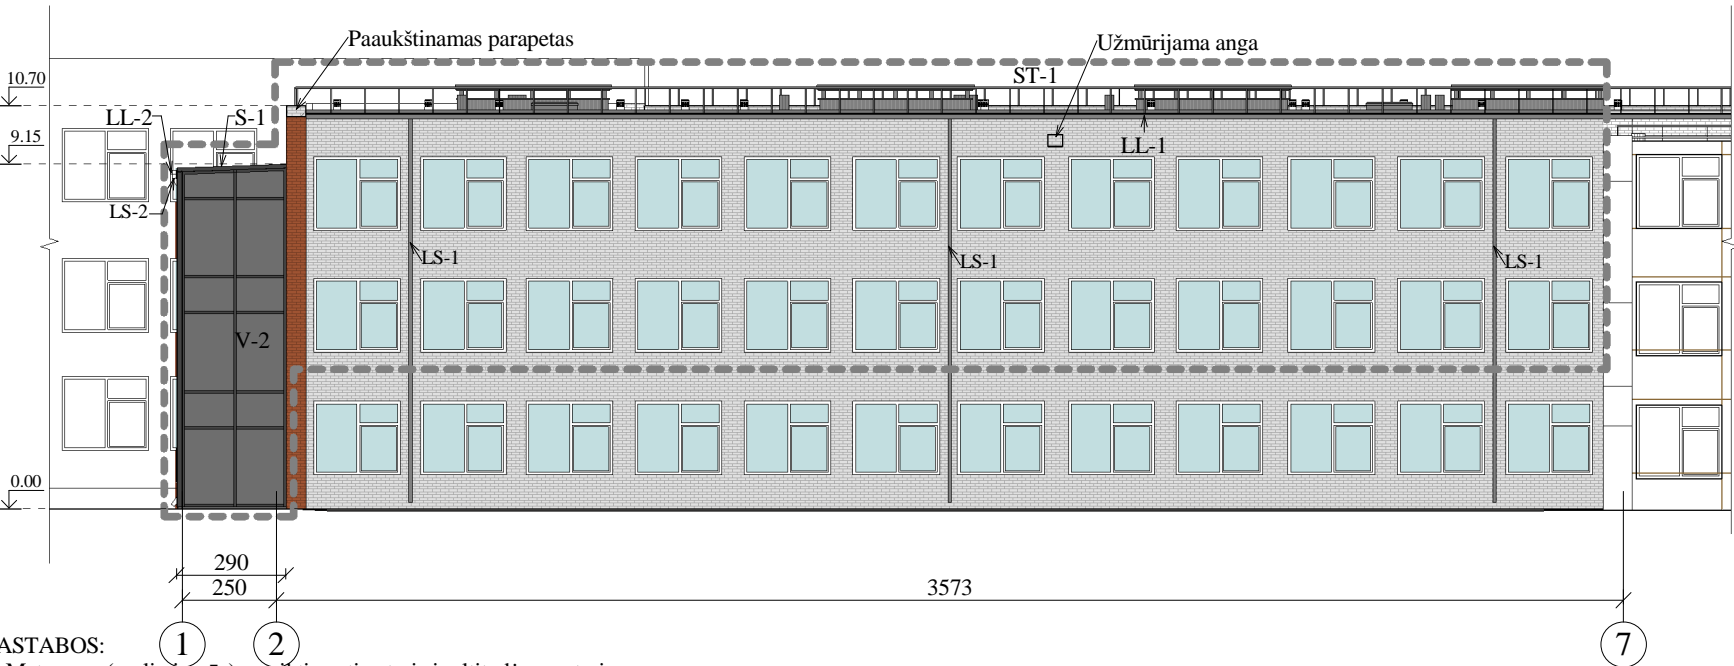 Paaukštinamas parapetas
Užmūrijama anga
10.70
ST-1
LL-2
S-1
9.15
LL-1
LS-2
LS-1
LS-1
LS-1
V-2
0.00
290
250
3573
ASTABOS:
1
2
7